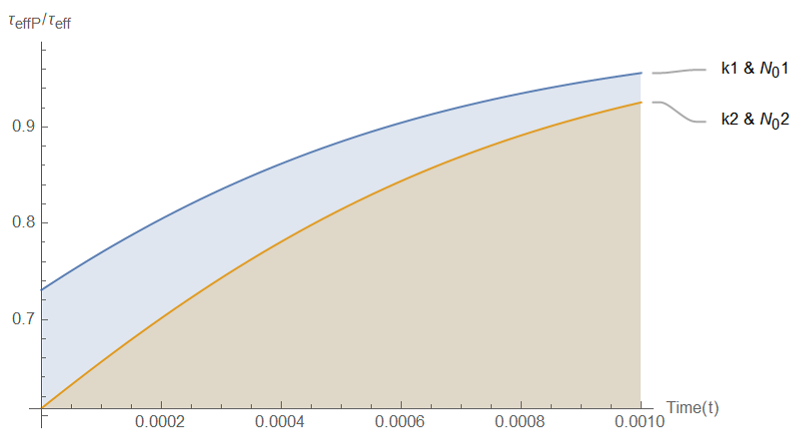 τeffP/τeff
k1 & N01
k2 & N02
0.9
0.8
0.7
0.0002 0.0004 0.0006 0.0008 0.0010
Time(t)